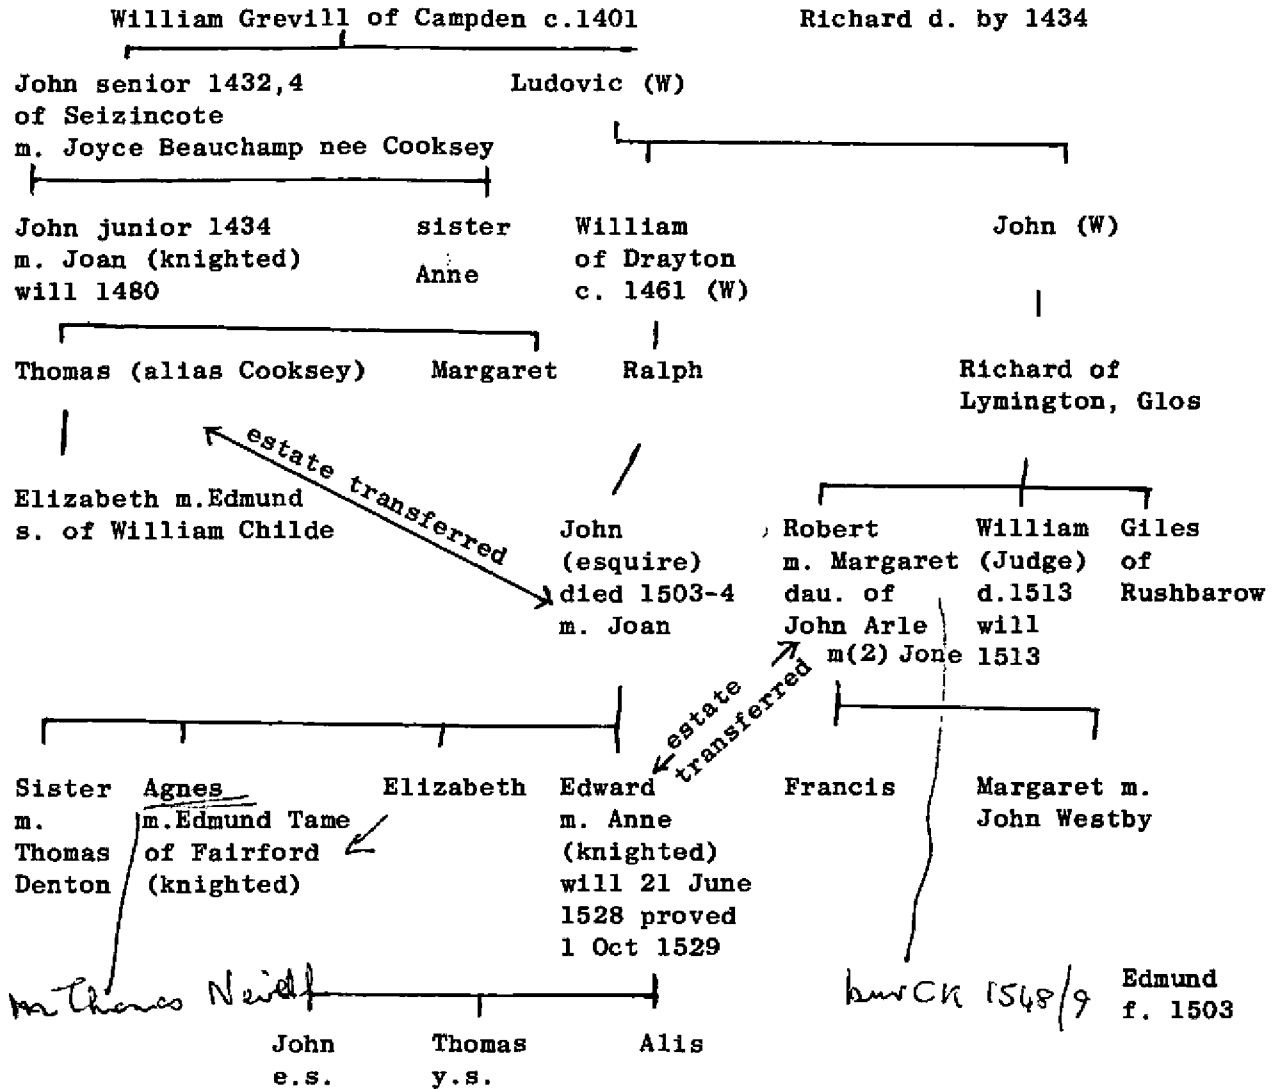 William Grevill of Campden c.1401 Richard d. by 1434
John senior 1432,4
of Seizincote
m. Joyce Beauchamp nee Cooksey
Ludovic (W)
John junior 1434
m. Joan (knighted)
will 1480
sister
Anne
William
of Drayton
c. 1461 (W)
John (W)
Thomas (alias Cooksey)
Margaret
Ralph
Richard of
Lymington, Glos
estate transferred
Elizabeth m.Edmund
s. of William Childe
John
(esquire)
died 1503-4
m. Joan
Robert
m. Margaret
dau. of
John Arle
m(2) Jone
William
(Judge)
d.1513
will
1513
Giles
of
Rushbarow
estate
transferred
Sister
m.
Thomas
Denton
Agnes
m.Edmund Tame
of Fairford
(knighted)
Elizabeth
Edward
m. Anne
(knighted)
will 21 June
1528 proved
1 Oct 1529
Francis
Margaret m.
John Westby
m Thomas Nevill
bur CK 1548/9
Edmund
f. 1503
John
e.s.
Thomas
y.s.
Alis